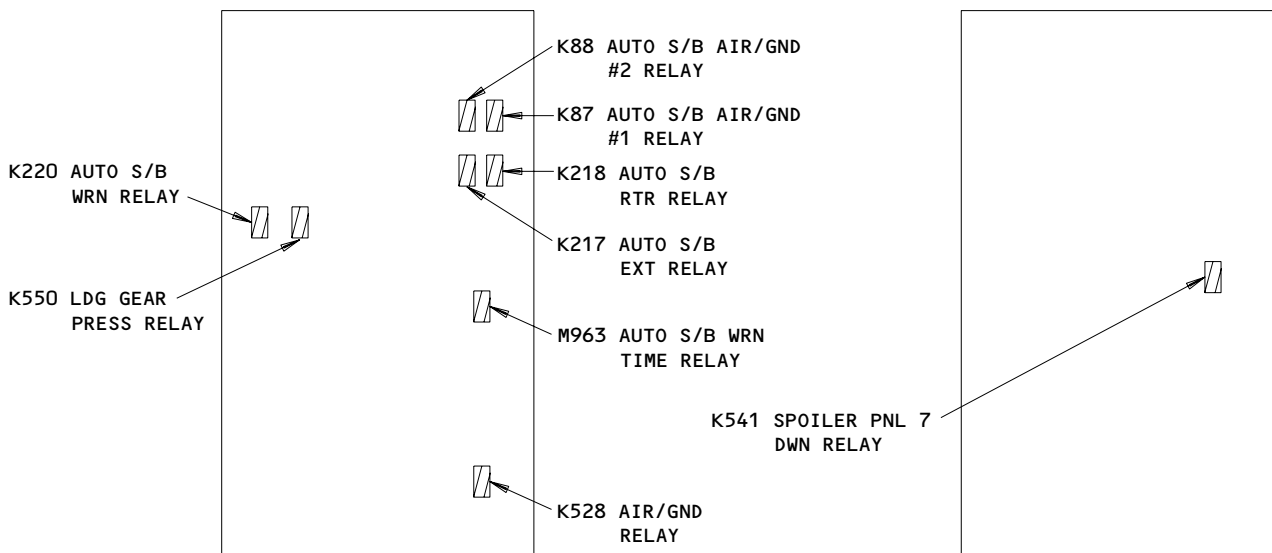 K88 AUTO S/B AIR/GND
#2 RELAY
K87 AUTO S/B AIR/GND
#1 RELAY
K220 AUTO S/B
WRN RELAY
K218 AUTO S/B
RTR RELAY
K217 AUTO S/B
EXT RELAY
K550 LDG GEAR
PRESS RELAY
M963 AUTO S/B WRN
TIME RELAY
K541 SPOILER PNL 7
DWN RELAY
K528 AIR/GND
RELAY